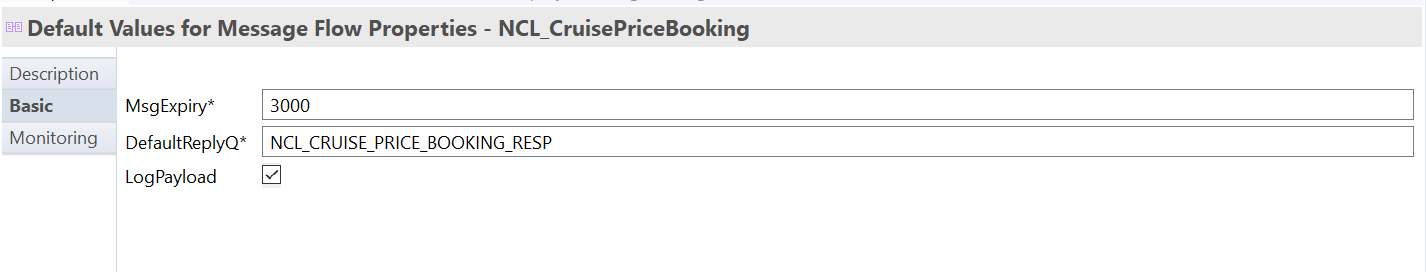 Default Values for Message Flow Properties - NCL_CruisePriceBooking
Description
Basic
Monitoring
MsgExpiry* 3000
DefaultReplyQ* NCL_CRUISE_PRICE_BOOKING_RESP
LogPayload